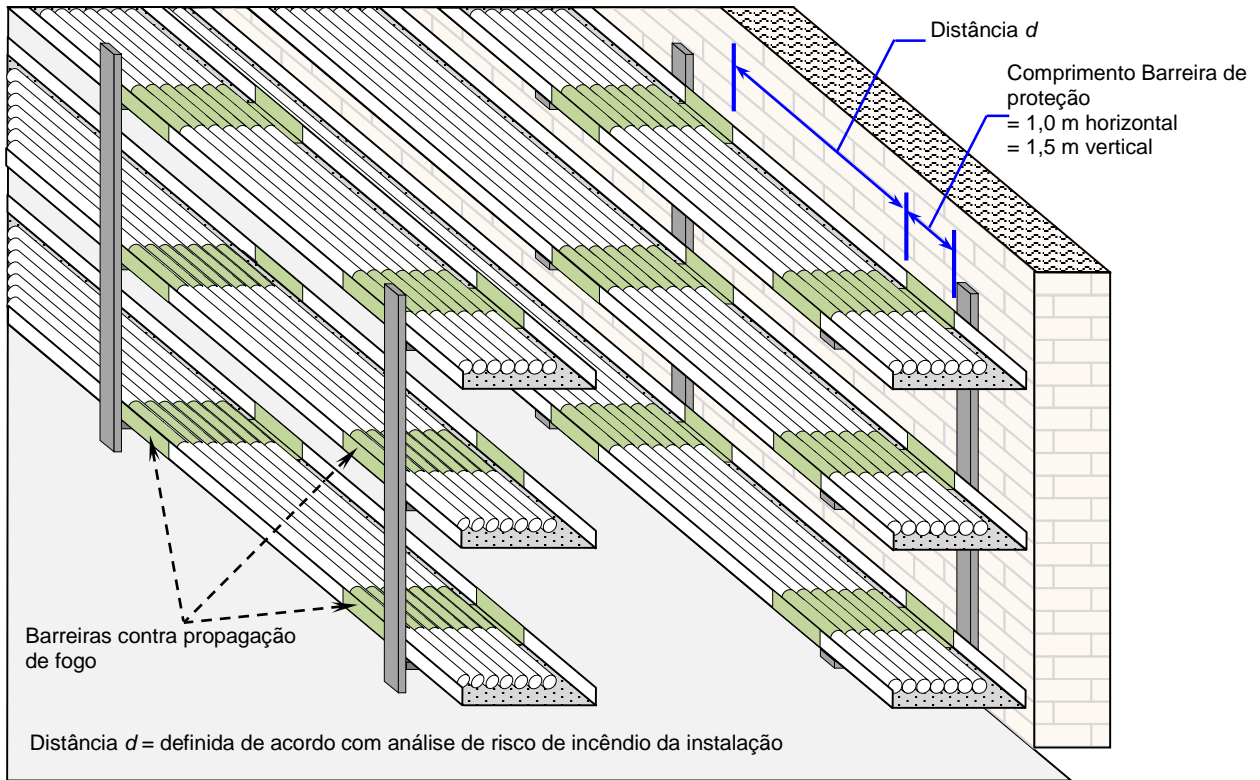 Distância d
Comprimento Barreira de
proteção
= 1,0 m horizontal
= 1,5 m vertical
Barreiras contra propagação
de fogo
Distância d = definida de acordo com análise de risco de incêndio da instalação